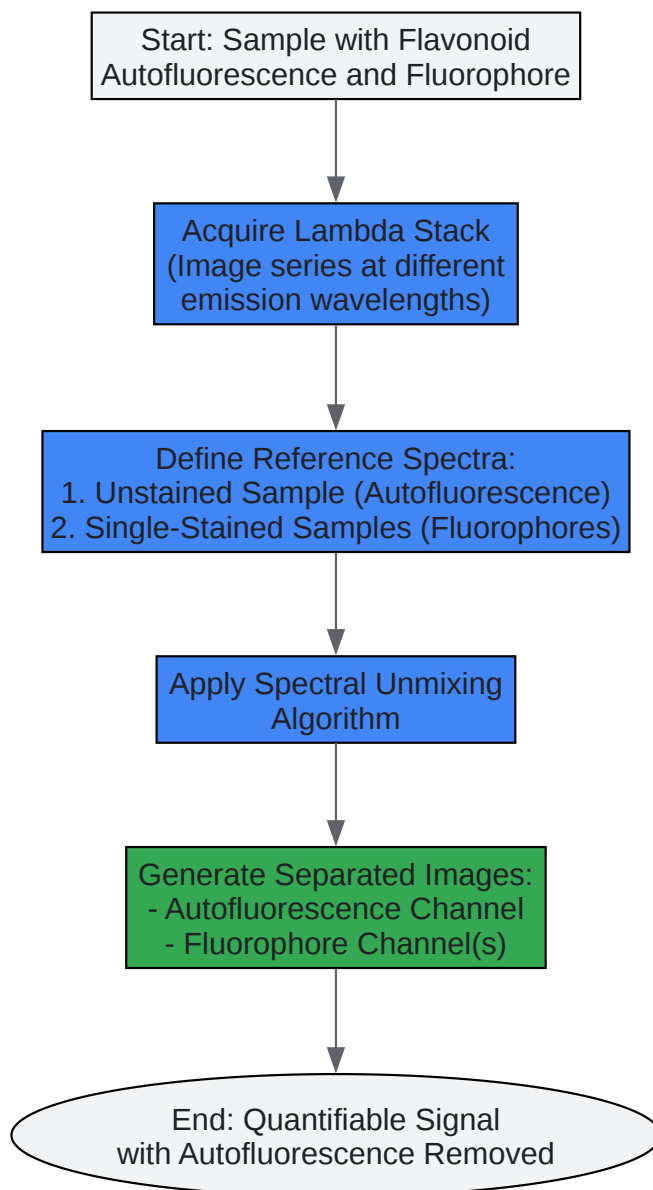 Start: Sample with Flavonoid
Autofluorescence and Fluorophore
Acquire Lambda Stack
(Image series at different
emission wavelengths)
Define Reference Spectra:
1. Unstained Sample (Autofluorescence)
2. Single-Stained Samples (Fluorophores)
Apply Spectral Unmixing
Algorithm
Generate Separated Images:
- Autofluorescence Channel
- Fluorophore Channel(s)
End: Quantifiable Signal
with Autofluorescence Removed